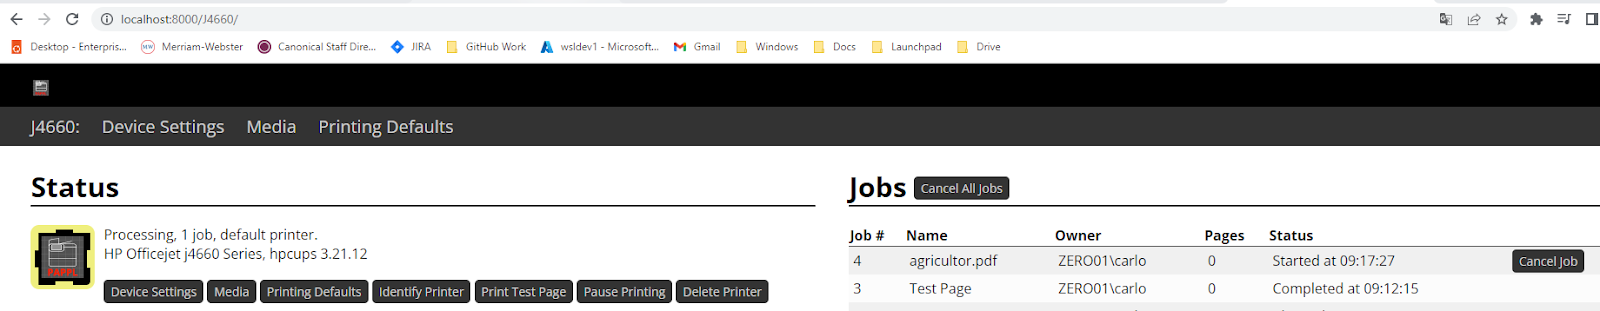 localhost:8000/J4660/
Desktop - Enterpris... Merriam-Webster Canonical Staff Dire... JIRA GitHub Work wsldev1 - Microsoft... Gmail Windows Docs Launchpad Drive
J4660: Device Settings Media Printing Defaults
Status
Processing, 1 job, default printer.
HP Officejet j4660 Series, hpcups 3.21.12
Device Settings Media Printing Defaults Identify Printer Print Test Page Pause Printing Delete Printer
Jobs Cancel All Jobs
Job # Name Owner Pages Status
4 agricultor.pdf ZERO01\carlo 0 Started at 09:17:27 Cancel Job
3 Test Page ZERO01\carlo 0 Completed at 09:12:15